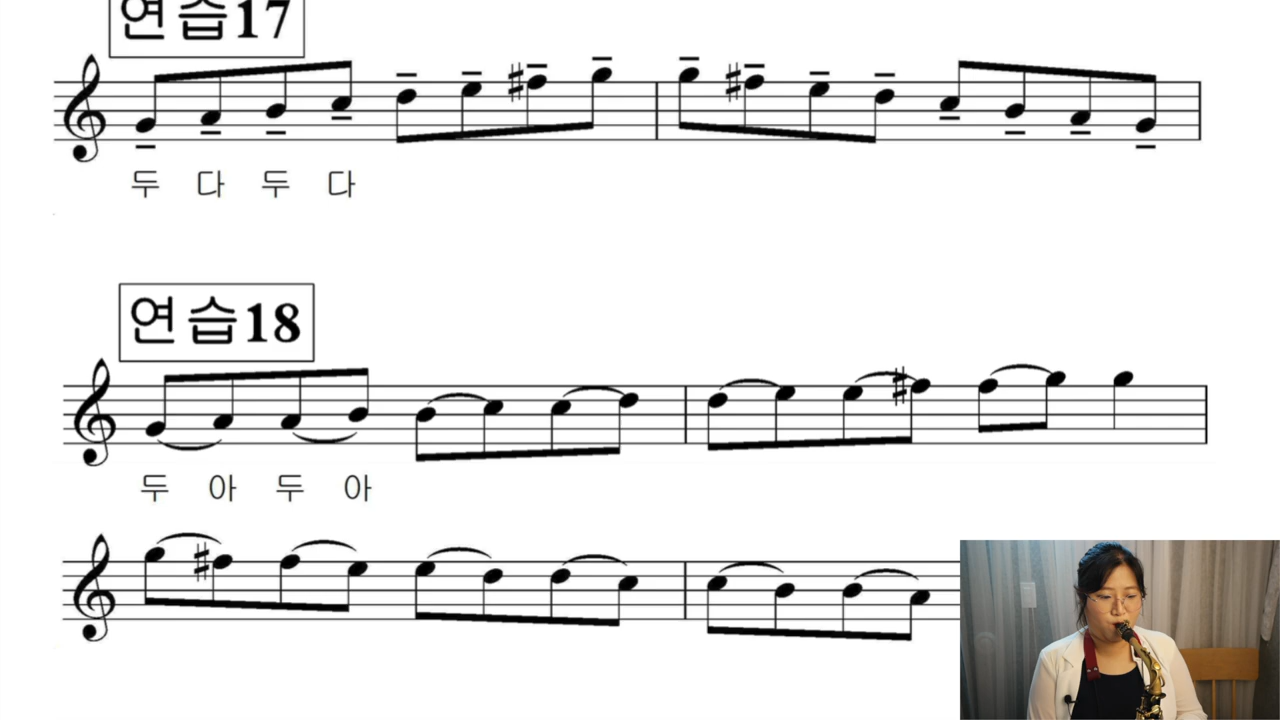 연습17
두 다 두 다
연습18
두 아 두 아